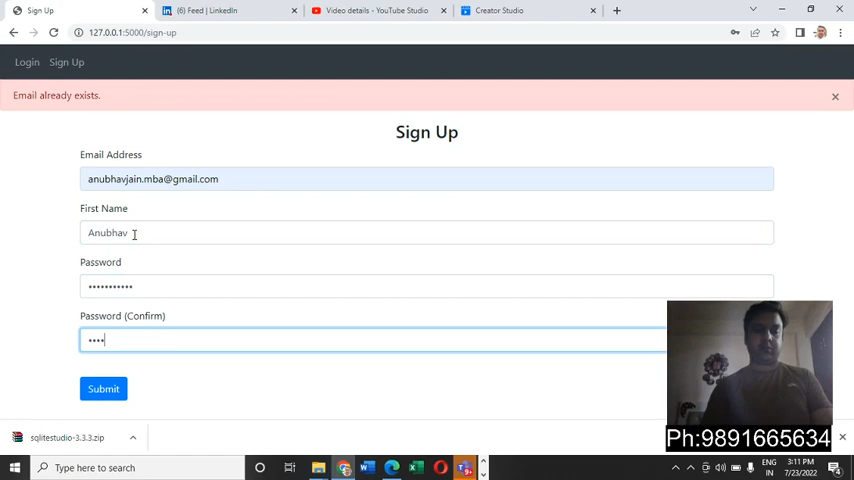 Sign Up
(6) Feed | LinkedIn
Video details - YouTube Studio
Creator Studio
127.0.0.1:5000/sign-up
Login Sign Up
Email already exists.
Sign Up
Email Address
anubhavjain.mba@gmail.com
First Name
Anubhav
Password
•••••••••••
Password (Confirm)
••••
Submit
sqlitestudio-3.3.3.zip
Ph:9891665634
Type here to search
ENG
IN
3:11 PM
7/23/2022